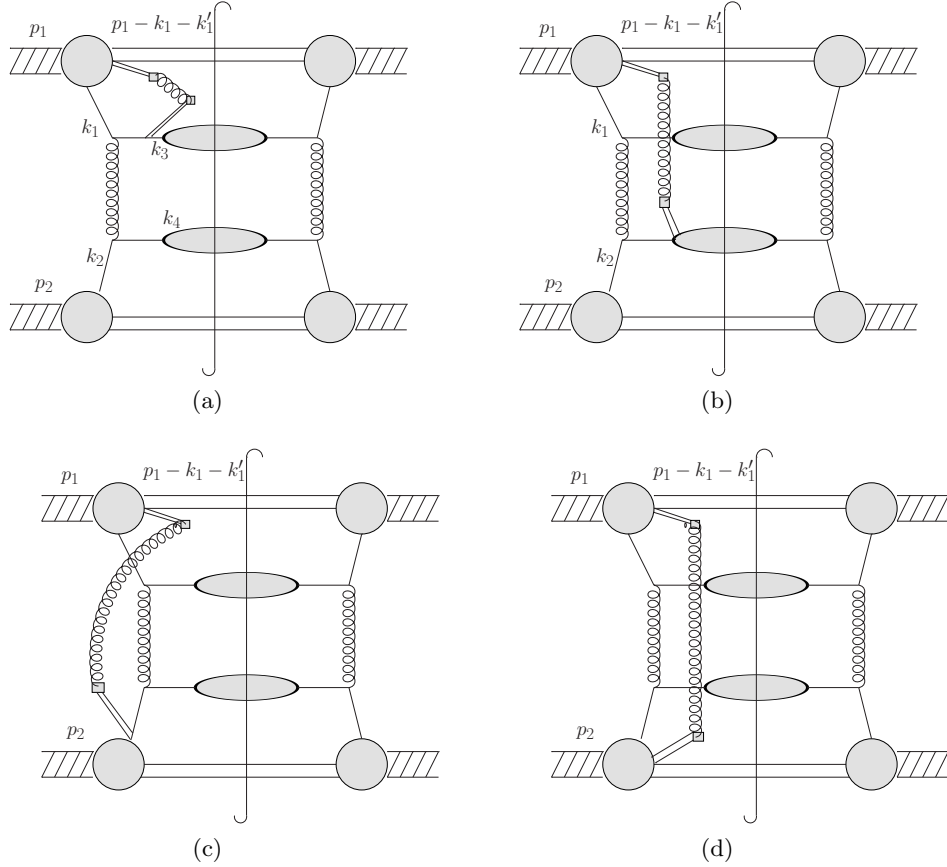 p₁ p₁ − k₁ − k′₁
k₁
k₃
k₄
k₂
p₂
(a)
p₁ p₁ − k₁ − k′₁
k₁
k₂
p₂
(b)
p₁ p₁ − k₁ − k′₁
p₂
(c)
p₁ p₁ − k₁ − k′₁
p₂
(d)